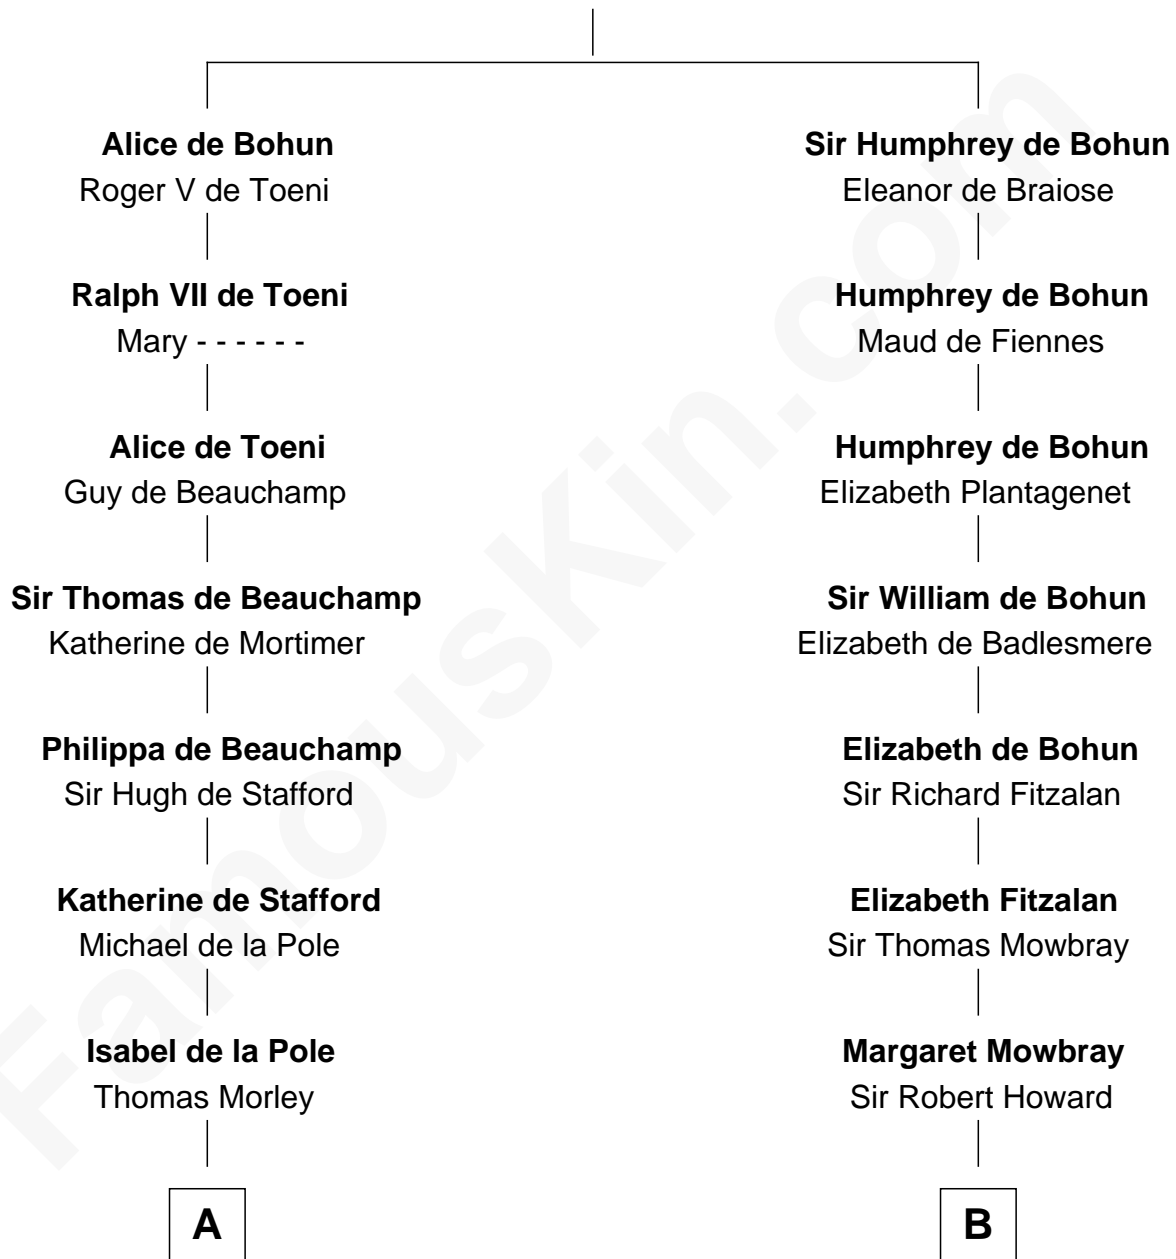 Alice de Bohun
Roger V de Toeni
Ralph VII de Toeni
Mary - - - - - -
Alice de Toeni
Guy de Beauchamp
Sir Thomas de Beauchamp
Katherine de Mortimer
Philippa de Beauchamp
Sir Hugh de Stafford
Katherine de Stafford
Michael de la Pole
Isabel de la Pole
Thomas Morley
A
Sir Humphrey de Bohun
Eleanor de Braiose
Humphrey de Bohun
Maud de Fiennes
Humphrey de Bohun
Elizabeth Plantagenet
Sir William de Bohun
Elizabeth de Badlesmere
Elizabeth de Bohun
Sir Richard Fitzalan
Elizabeth Fitzalan
Sir Thomas Mowbray
Margaret Mowbray
Sir Robert Howard
B
FamousKin.com